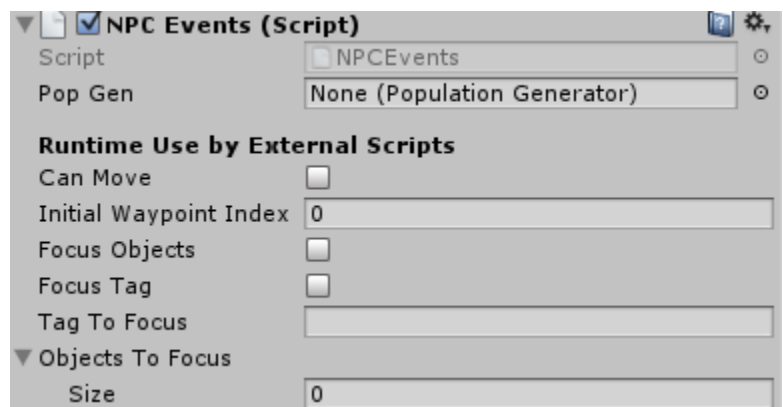 NPC Events (Script)
Script NPCEvents
Pop Gen None (Population Generator)
Runtime Use by External Scripts
Can Move
Initial Waypoint Index 0
Focus Objects
Focus Tag
Tag To Focus
Objects To Focus
Size 0